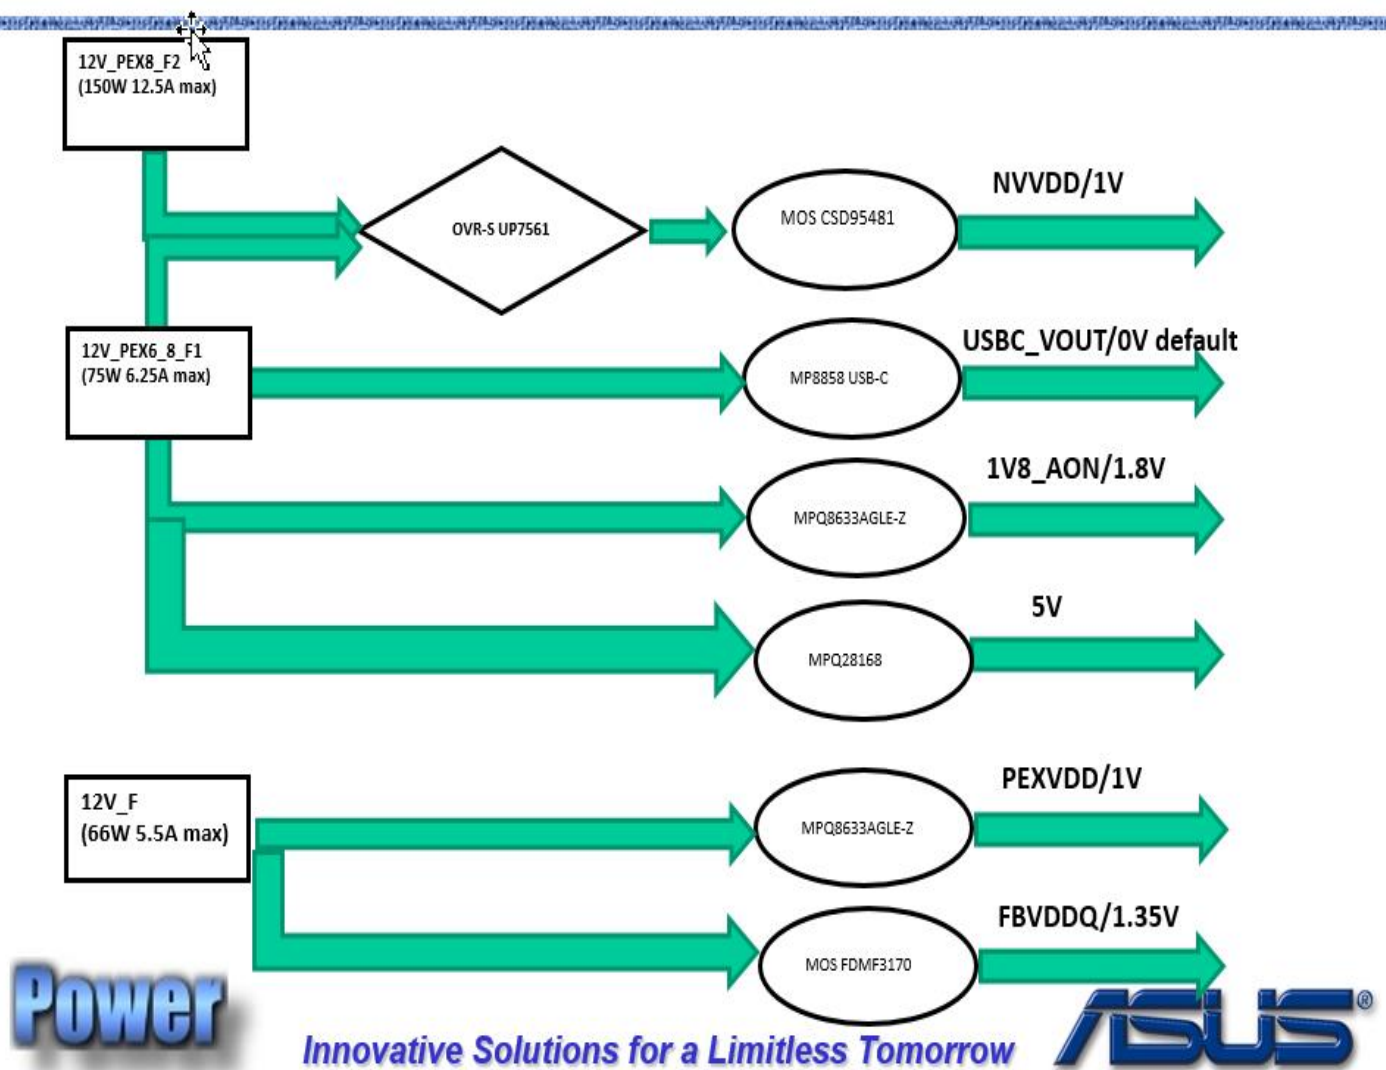 12V_PEX8_F2
(150W 12.5A max)
NVVDD/1V
OVR-S UP7561
MOS CSD95481
12V_PEX6_8_F1
(75W 6.25A max)
USBC_VOUT/0V default
MP8858 USB-C
1V8_AON/1.8V
MPQ8633AGLE-Z
5V
MPQ28168
12V_F
(66W 5.5A max)
PEXVDD/1V
MPQ8633AGLE-Z
FBVDDQ/1.35V
MOS FDMF3170
Power
Innovative Solutions for a Limitless Tomorrow
ASUS®